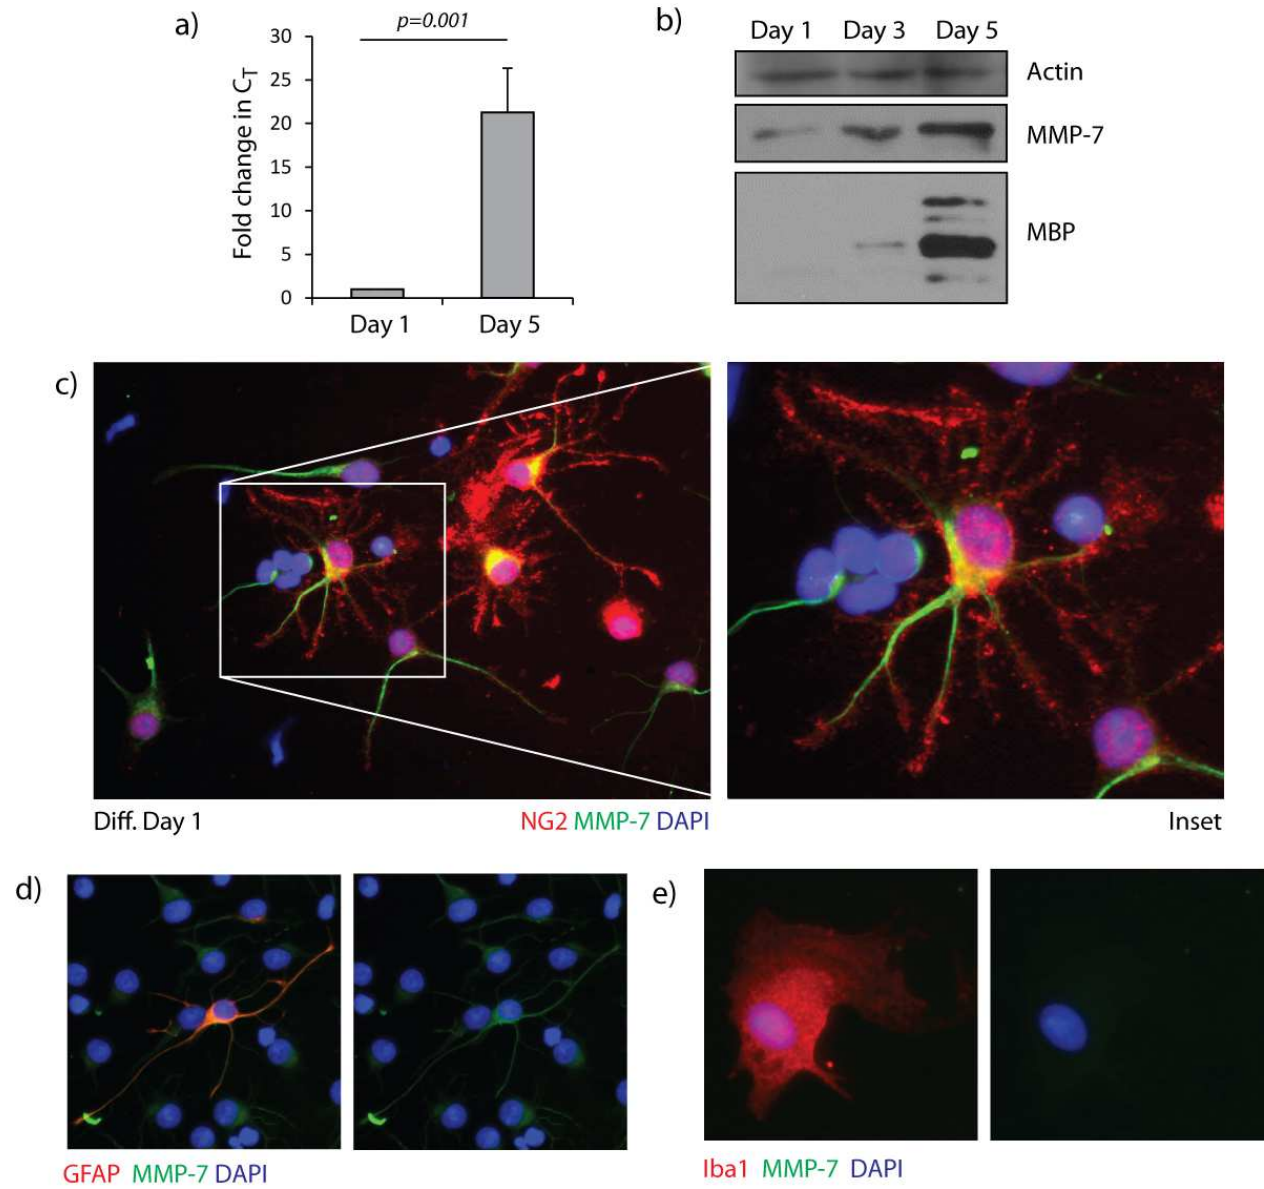 a)
p=0.001
30
25
20
15
10
5
0
Fold change in CT
Day 1 Day 5
b)
Day 1 Day 3 Day 5
Actin
MMP-7
MBP
c)
Diff. Day 1
NG2 MMP-7 DAPI
Inset
d)
GFAP MMP-7 DAPI
e)
Iba1 MMP-7 DAPI